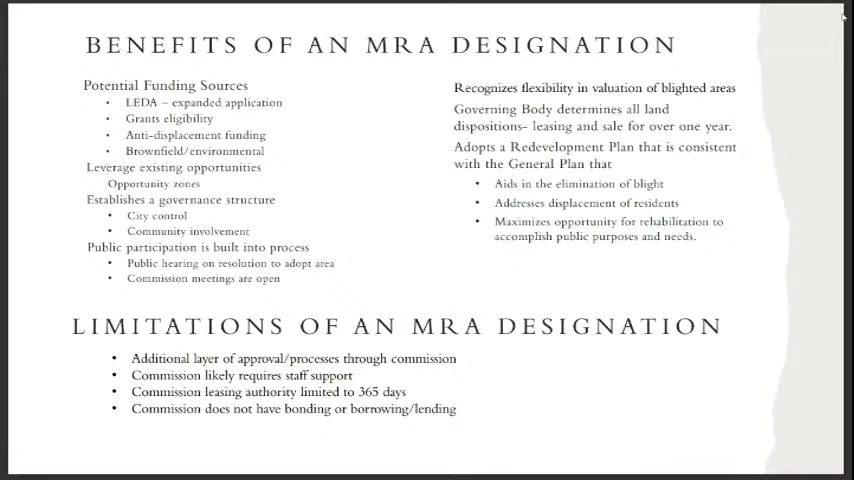 BENEFITS OF AN MRA DESIGNATION
Potential Funding Sources
• LEDA – expanded application
• Grants eligibility
• Anti-displacement funding
• Brownfield/environmental
Leverage existing opportunities
Opportunity zones
Establishes a governance structure
• City control
• Community involvement
Public participation is built into process
• Public hearing on resolution to adopt area
• Commission meetings are open
Recognizes flexibility in valuation of blighted areas
Governing Body determines all land
dispositions- leasing and sale for over one year.
Adopts a Redevelopment Plan that is consistent
with the General Plan that
• Aids in the elimination of blight
• Addresses displacement of residents
• Maximizes opportunity for rehabilitation to
accomplish public purposes and needs.
LIMITATIONS OF AN MRA DESIGNATION
• Additional layer of approval/processes through commission
• Commission likely requires staff support
• Commission leasing authority limited to 365 days
• Commission does not have bonding or borrowing/lending